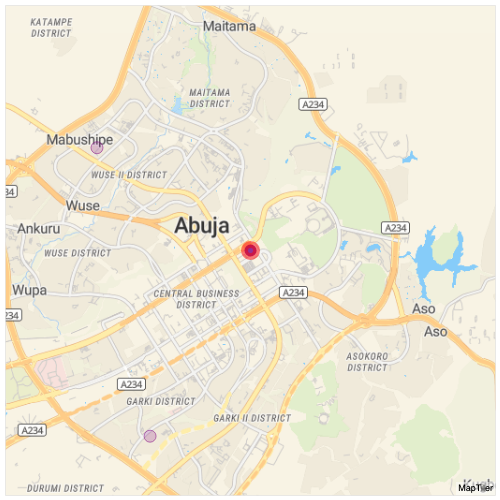 KATAMPE
DISTRICT
Maitama
MAITAMA
DISTRICT
A234
Mabushipe
WUSE II DISTRICT
Wuse
Abuja
Ankuru
A234
WUSE DISTRICT
Wupa
CENTRAL BUSINESS
DISTRICT
A234
Aso
Aso
ASOKORO
DISTRICT
A234
GARKI DISTRICT
GARKI II DISTRICT
A234
DURUMI DISTRICT
MapTiler